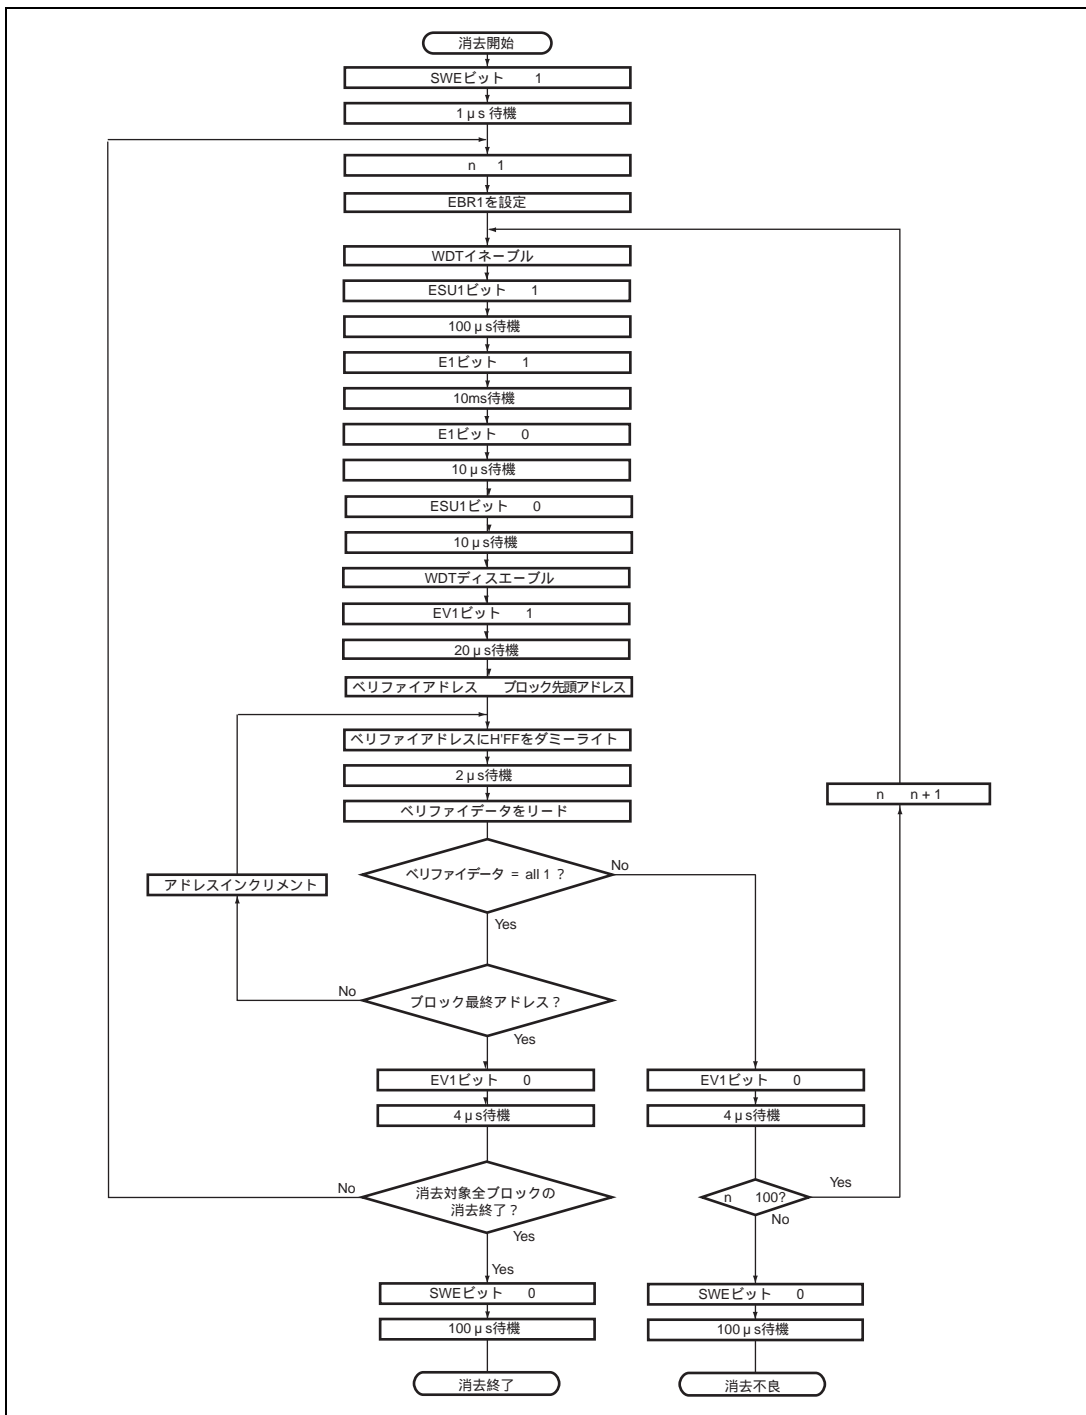 消去開始
SWEビット 1
1μs 待機
n 1
EBR1を設定
WDTイネーブル
ESU1ビット 1
100μs待機
E1ビット 1
10ms待機
E1ビット 0
10μs待機
ESU1ビット 0
10μs待機
WDTディスエーブル
EV1ビット 1
20μs待機
ベリファイアドレス ブロック先頭アドレス
ベリファイアドレスにH'FFをダミーライト
2μs待機
ベリファイデータをリード
n n + 1
ベリファイデータ = all 1 ?
No
アドレスインクリメント
Yes
No
ブロック最終アドレス?
Yes
EV1ビット 0
EV1ビット 0
4μs待機
4μs待機
No
消去対象全ブロックの
消去終了?
Yes
n 100?
Yes
No
Yes
SWEビット 0
SWEビット 0
100μs待機
100μs待機
消去終了
消去不良